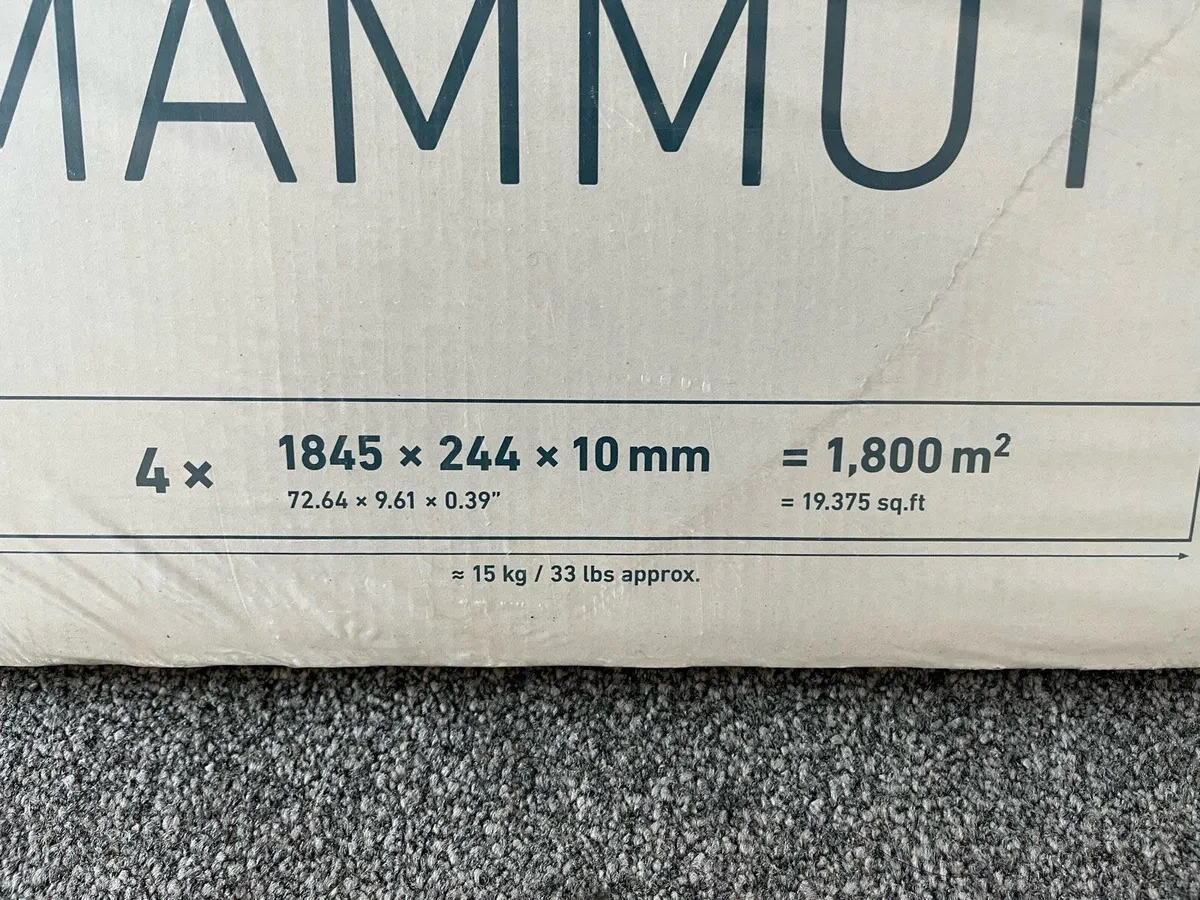 MAMMUT
4 × 1845 × 244 × 10 mm = 1,800 m²
72.64 × 9.61 × 0.39” = 19.375 sq.ft
≈ 15 kg / 33 lbs approx.